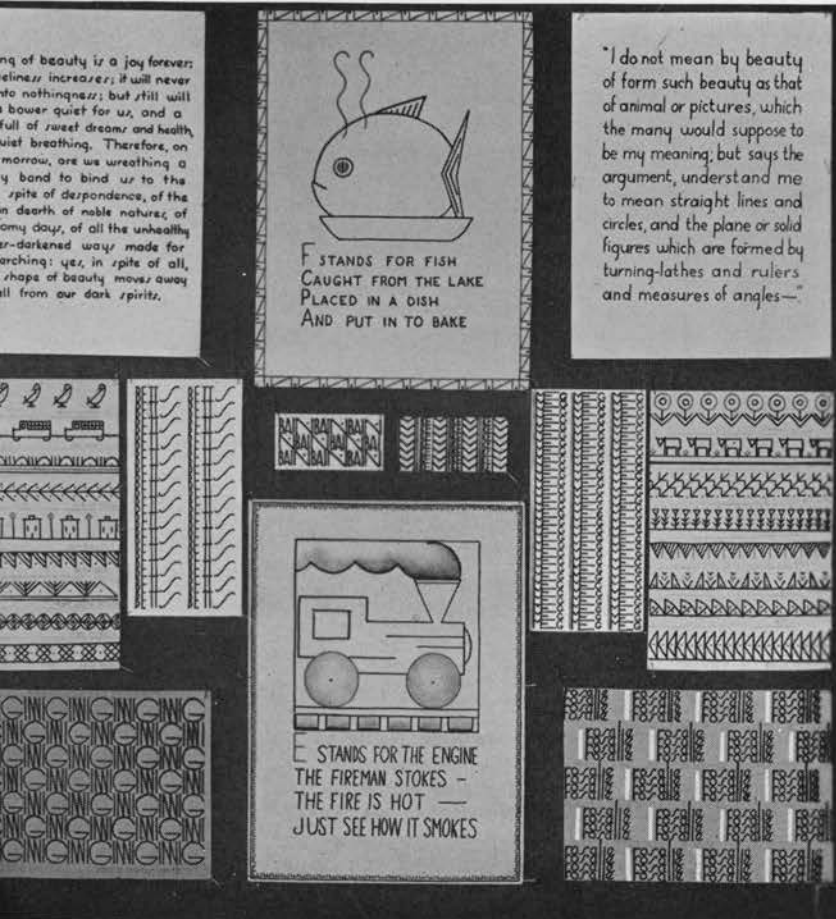 ng of beauty is a joy forever:
eliness increases; it will never
nto nothingness; but still will
bower quiet for us, and a
full of sweet dreams and health,
uiet breathing. Therefore, on
morrow, are we wreathing a
y band to bind us to the
spite of despondence, of the
n dearth of noble natures, of
omy days, of all the unhealthy
er-darkened ways made for
arching: yes, in spite of all,
shape of beauty moves away
all from our dark spirits.
F STANDS FOR FISH
CAUGHT FROM THE LAKE
PLACED IN A DISH
AND PUT IN TO BAKE
"I do not mean by beauty
of form such beauty as that
of animal or pictures, which
the many would suppose to
be my meaning; but says the
argument, understand me
to mean straight lines and
circles, and the plane or solid
figures which are formed by
turning-lathes and rulers
and measures of angles—"
E STANDS FOR THE ENGINE
THE FIREMAN STOKES –
THE FIRE IS HOT —
JUST SEE HOW IT SMOKES